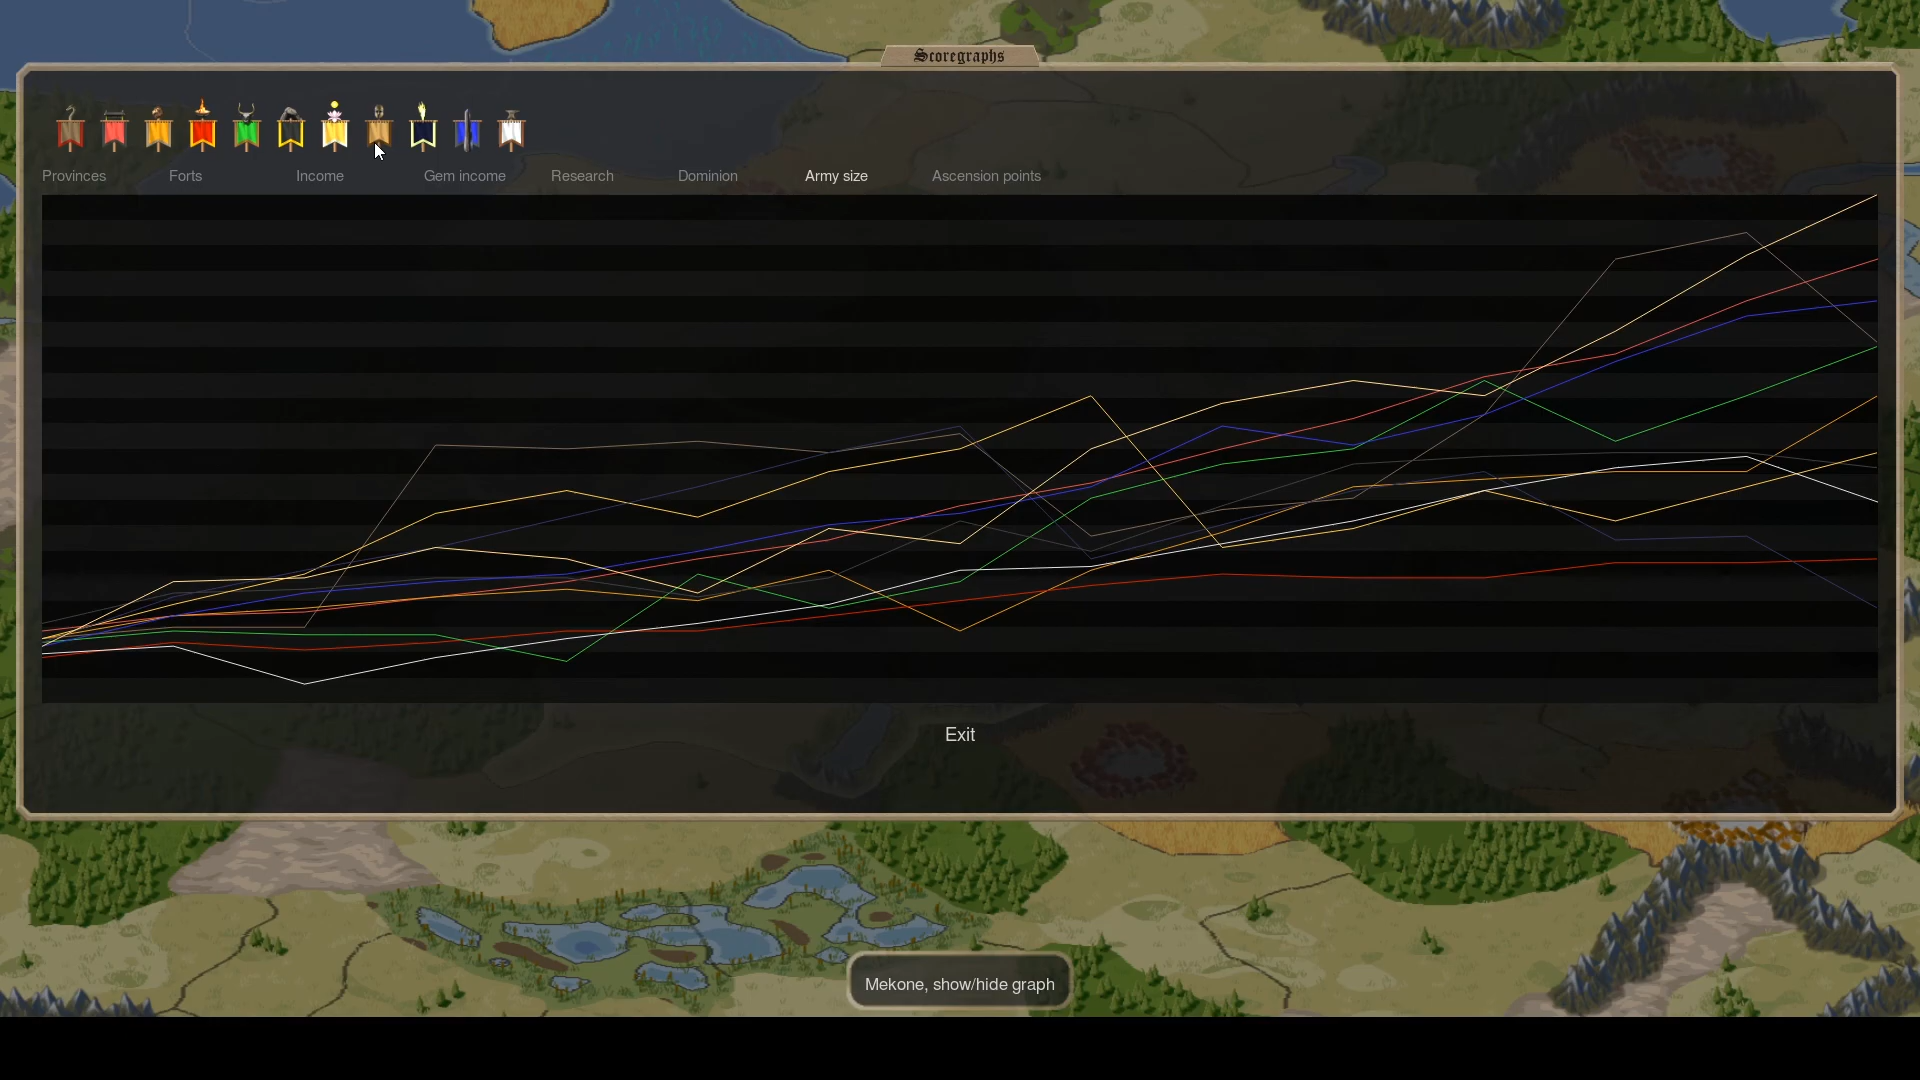 Scoregraphs
Provinces Forts Income Gem income Research Dominion Army size Ascension points
Exit
Mekone, show/hide graph